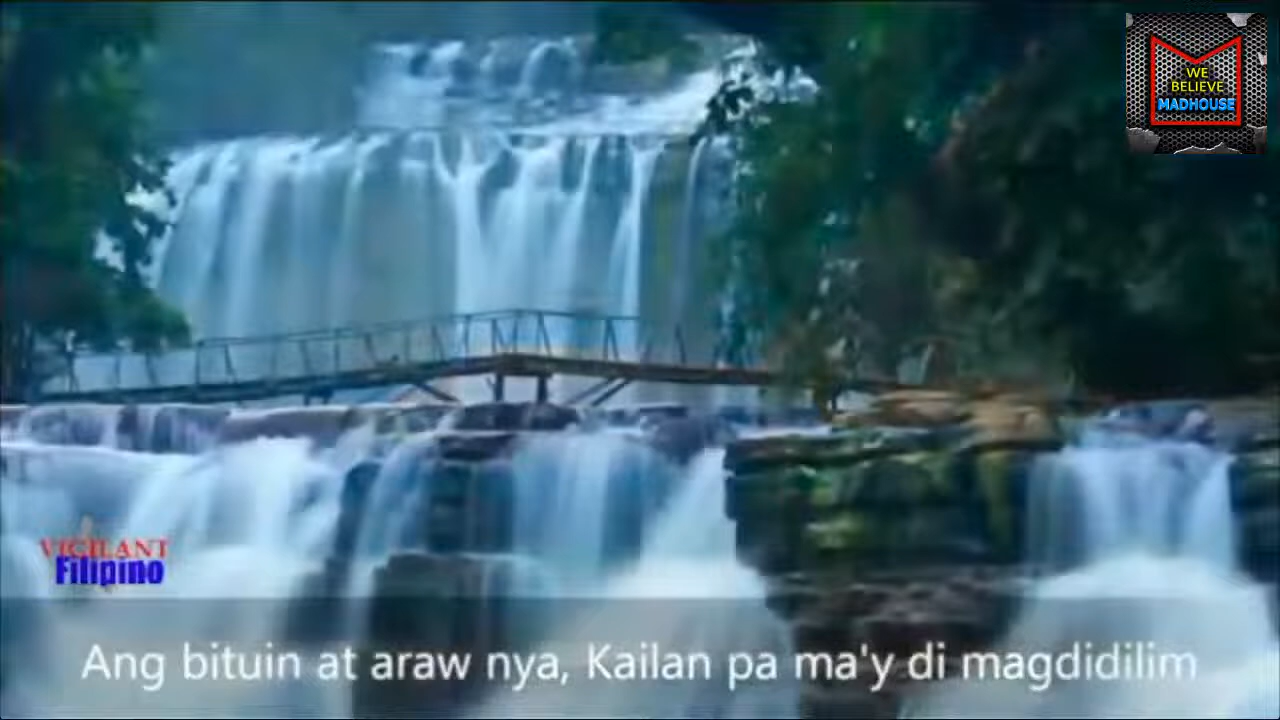 WE
BELIEVE
MADHOUSE
VIGILANT
Filipino
Ang bituin at araw nya, Kailan pa ma'y di magdidilim